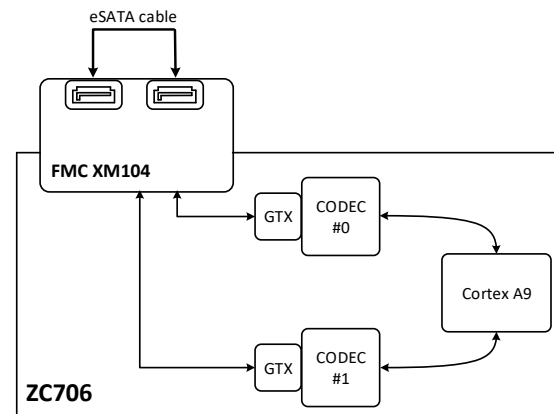 eSATA cable
FMC XM104
GTX
CODEC
#0
Cortex A9
GTX
CODEC
#1
ZC706